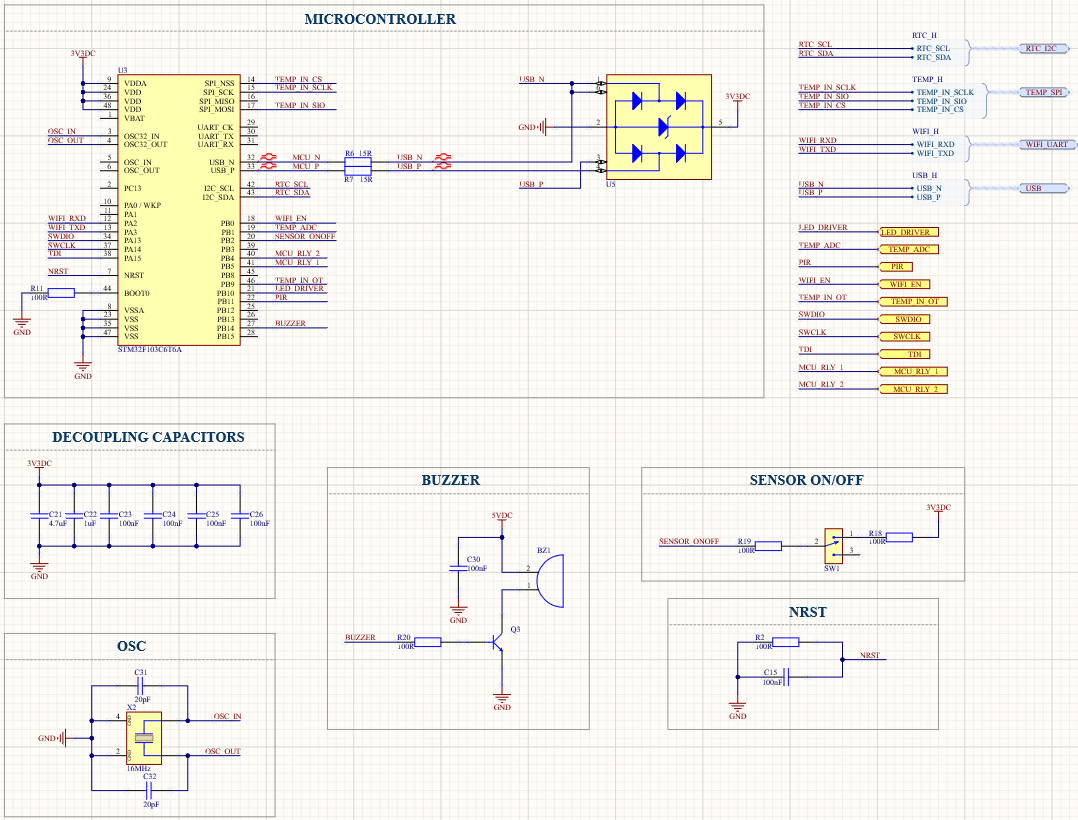 MICROCONTROLLER
3V3DC
U3
9 VDDA
24 VDD
36 VDD
48 VDD
1 VBAT
OSC_IN 3 OSC32_IN
OSC_OUT 4 OSC32_OUT
5 OSC_IN
6 OSC_OUT
2 PC13
10 PA0 / WKP
11 PA1
WIFI_RXD 12 PA2
WIFI_TXD 13 PA3
SWDIO 34 PA13
SWCLK 37 PA14
TDI 38 PA15
NRST 7 NRST
R11 100R 44 BOOT0
GND
8 VSSA
23 VSS
35 VSS
47 VSS
GND
STM32F103C6T6A
SPI_NSS 14 TEMP_IN_CS
SPI_SCK 15 TEMP_IN_SCLK
SPI_MISO 16
SPI_MOSI 17 TEMP_IN_SIO
UART_CK 29
UART_TX 30
UART_RX 31
USB_N 32 MCU_N R6 15R USB_N
USB_P 33 MCU_P R7 15R USB_P
I2C_SCL 42 RTC_SCL
I2C_SDA 43 RTC_SDA
PB0 18 WIFI_EN
PB1 19 TEMP_ADC
PB2 20 SENSOR_ONOFF
PB3 39
PB4 40 MCU_RLY_2
PB5 41 MCU_RLY_1
PB8 45
PB9 46 TEMP_IN_OT
PB10 21 LED_DRIVER
PB11 22 PIR
PB12 25
PB13 26
PB14 27 BUZZER
PB15 28
USB_N 1
6
GND 2
5 3V3DC
3
4
USB_P
U5
RTC_H
RTC_SCL RTC_SCL
RTC_SDA RTC_SDA
RTC_I2C
TEMP_H
TEMP_IN_SCLK TEMP_IN_SCLK
TEMP_IN_SIO TEMP_IN_SIO
TEMP_IN_CS TEMP_IN_CS
TEMP_SPI
WIFI_H
WIFI_RXD WIFI_RXD
WIFI_TXD WIFI_TXD
WIFI_UART
USB_H
USB_N USB_N
USB_P USB_P
USB
LED_DRIVER LED_DRIVER
TEMP_ADC TEMP_ADC
PIR PIR
WIFI_EN WIFI_EN
TEMP_IN_OT TEMP_IN_OT
SWDIO SWDIO
SWCLK SWCLK
TDI TDI
MCU_RLY_1 MCU_RLY_1
MCU_RLY_2 MCU_RLY_2
DECOUPLING CAPACITORS
3V3DC
C21 C22 C23 C24 C25 C26
4.7uF 1uF 100nF 100nF 100nF 100nF
GND
BUZZER
5VDC
BZ1
C30
100nF
2
1
GND
Q3
BUZZER R20
100R
GND
SENSOR ON/OFF
3V3DC
SENSOR_ONOFF R19 100R 2 1 R18 100R
3
SW1
NRST
R2
100R
NRST
C15
100nF
GND
OSC
C31
20pF
X2
4 GND OSC_IN
GND
2 GND OSC_OUT
16MHz
C32
20pF